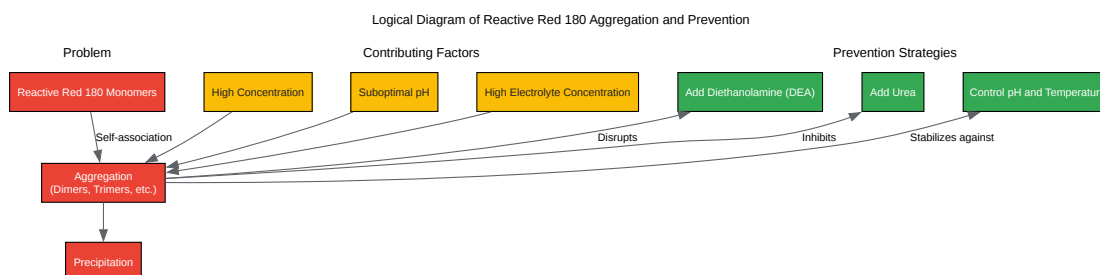 Logical Diagram of Reactive Red 180 Aggregation and Prevention
Problem
Contributing Factors
Prevention Strategies
Reactive Red 180 Monomers
High Concentration
Suboptimal pH
High Electrolyte Concentration
Add Diethanolamine (DEA)
Add Urea
Control pH and Temperatur
Self-association
Disrupts
Inhibits
Stabilizes against
Aggregation
(Dimers, Trimers, etc.)
Precipitation